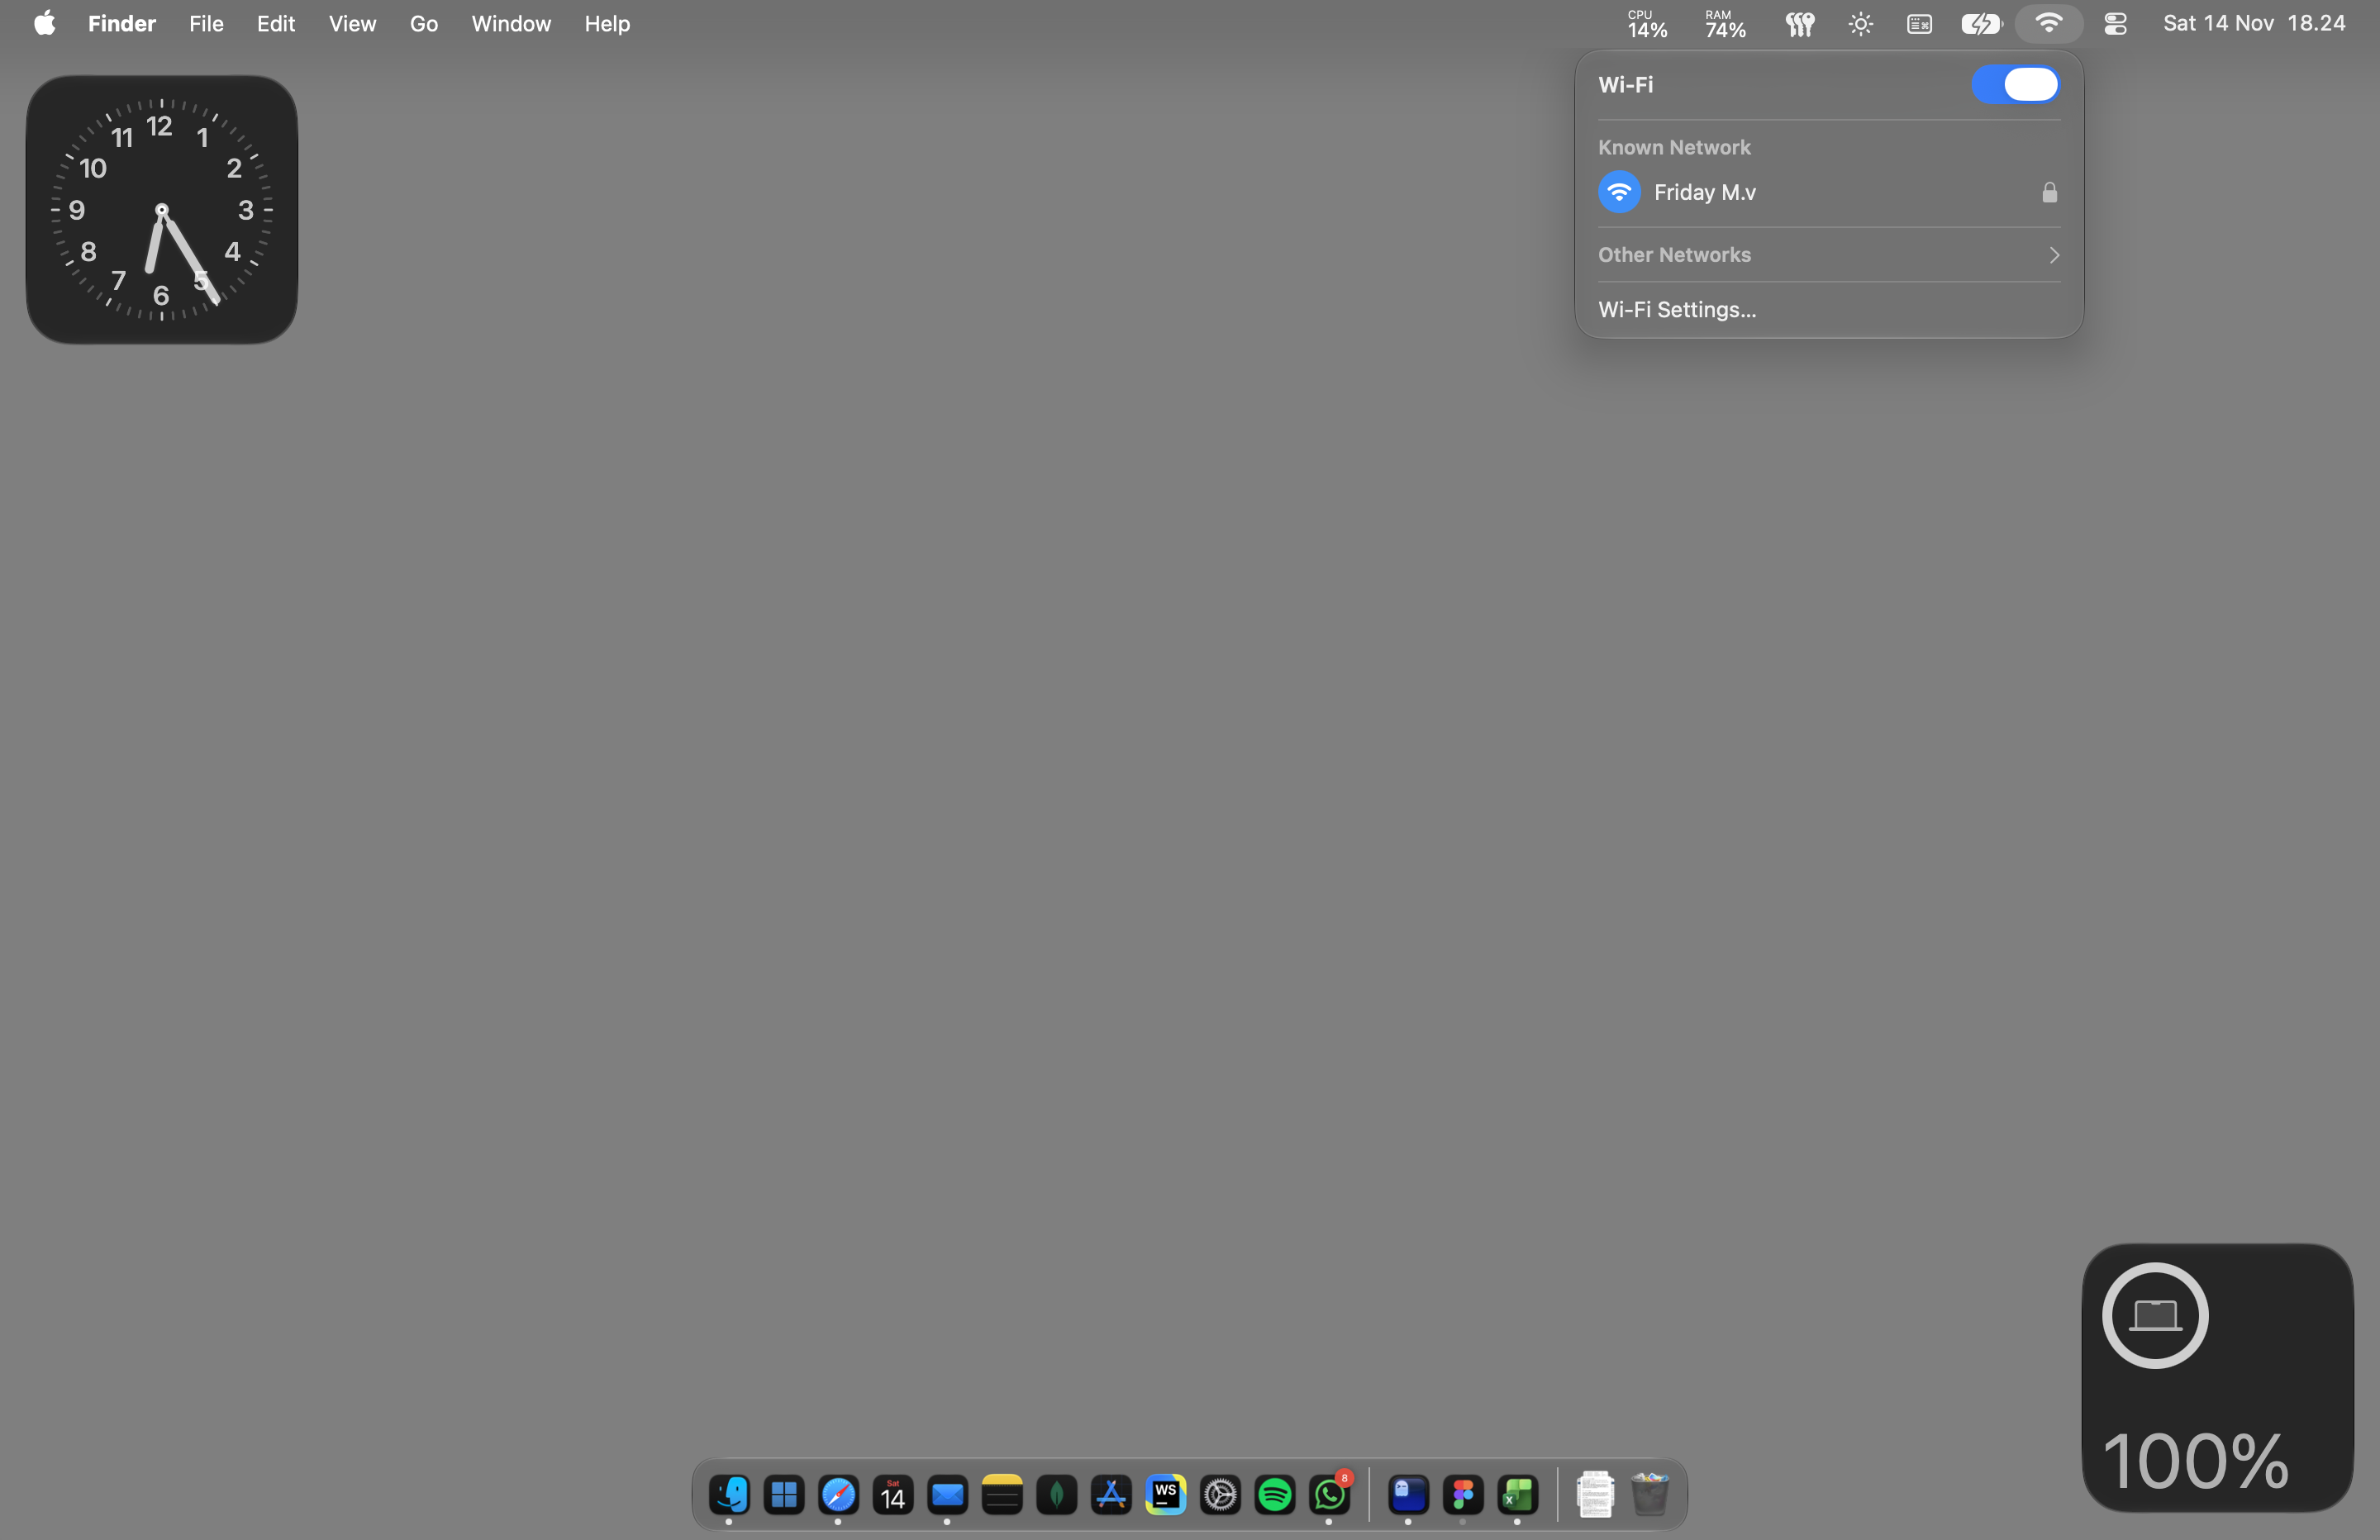 Finder File Edit View Go Window Help CPU 14% RAM 74% Sat 14 Nov 18.24
12
11 1
10 2
9 3
8 4
7 5
6
Wi-Fi
Known Network
Friday M.v
Other Networks
Wi-Fi Settings...
100%
Sat
14
WS
8
X